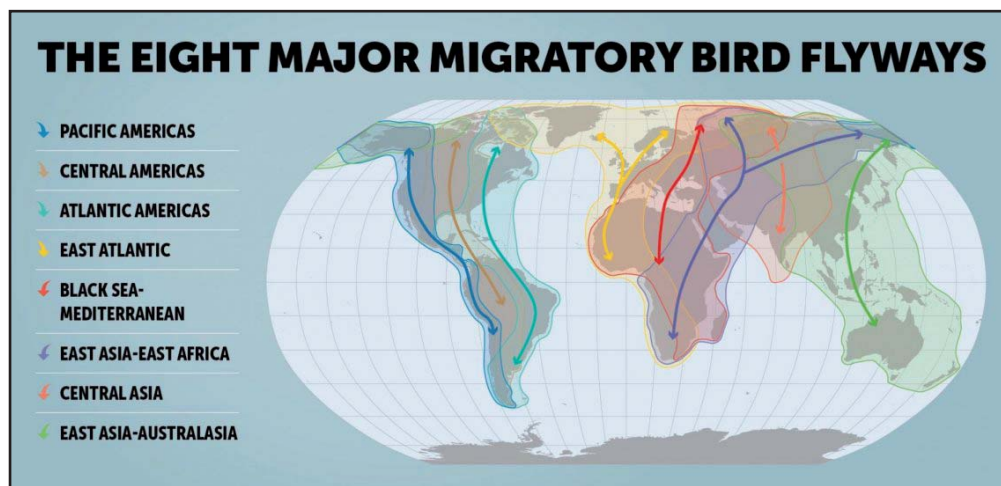 THE EIGHT MAJOR MIGRATORY BIRD FLYWAYS
PACIFIC AMERICAS
CENTRAL AMERICAS
ATLANTIC AMERICAS
EAST ATLANTIC
BLACK SEA-
MEDITERRANEAN
EAST ASIA-EAST AFRICA
CENTRAL ASIA
EAST ASIA-AUSTRALASIA